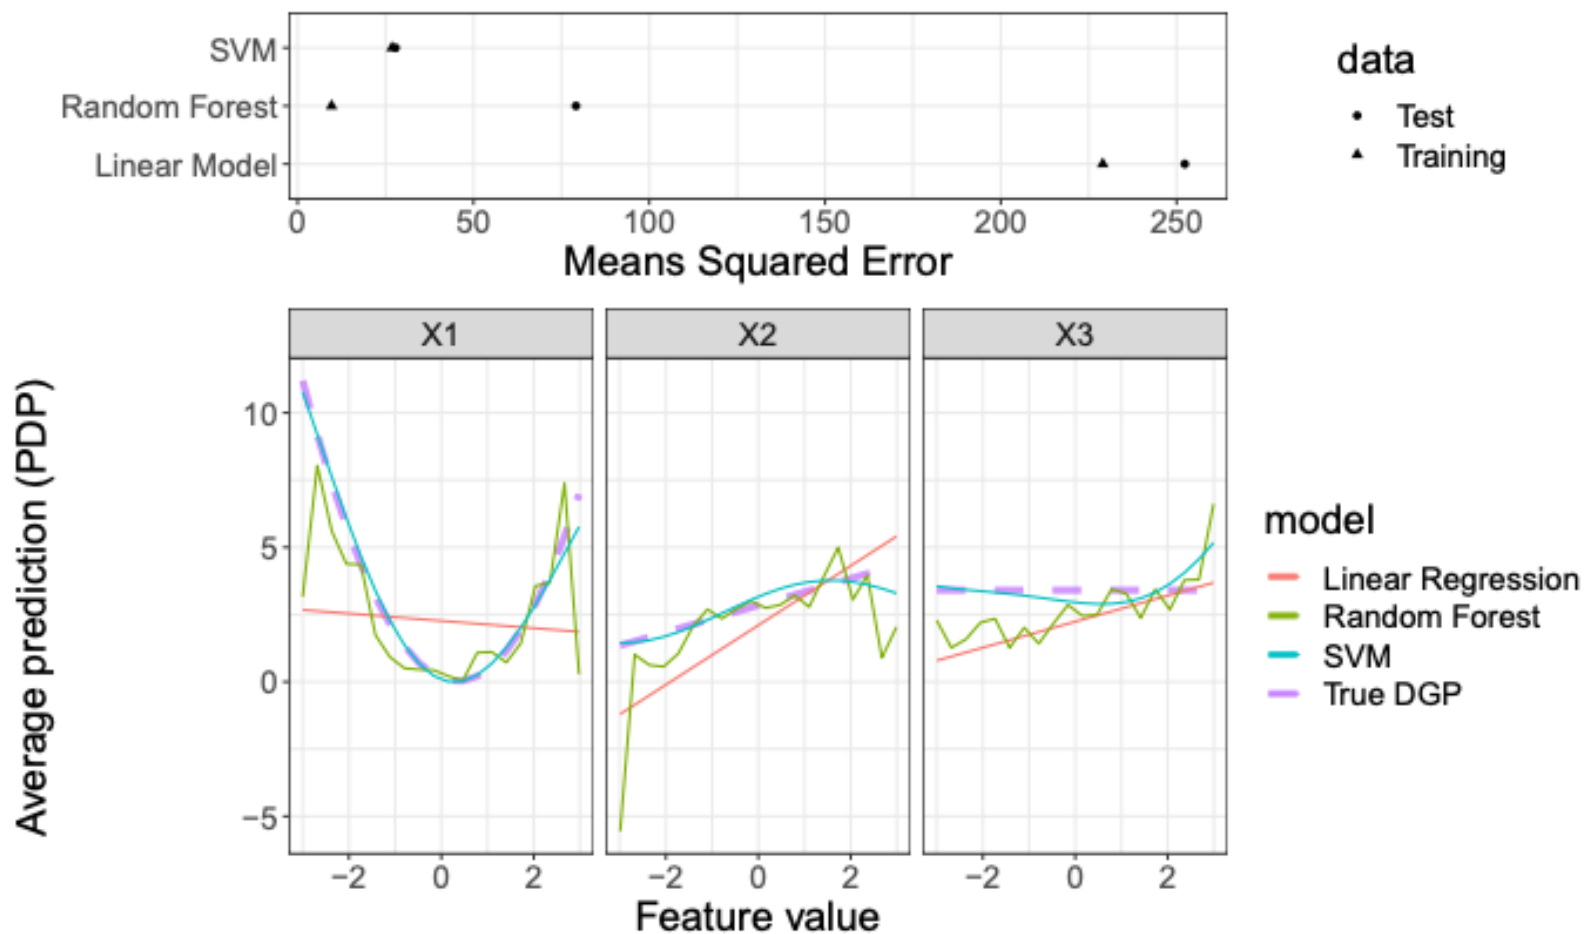 SVM
Random Forest
Linear Model
0 50 100 150 200 250
Means Squared Error
data
Test
Training
X1 X2 X3
Average prediction (PDP)
10
5
0
−5
−2 0 2 −2 0 2 −2 0 2
Feature value
model
Linear Regression
Random Forest
SVM
True DGP